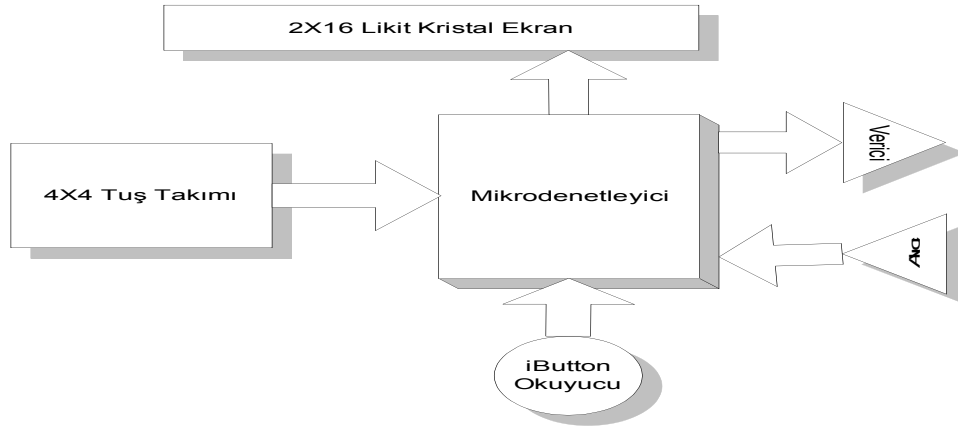 2X16 Likit Kristal Ekran
Verici
4X4 Tuş Takımı
Mikrodenetleyici
iButton
Okuyucu